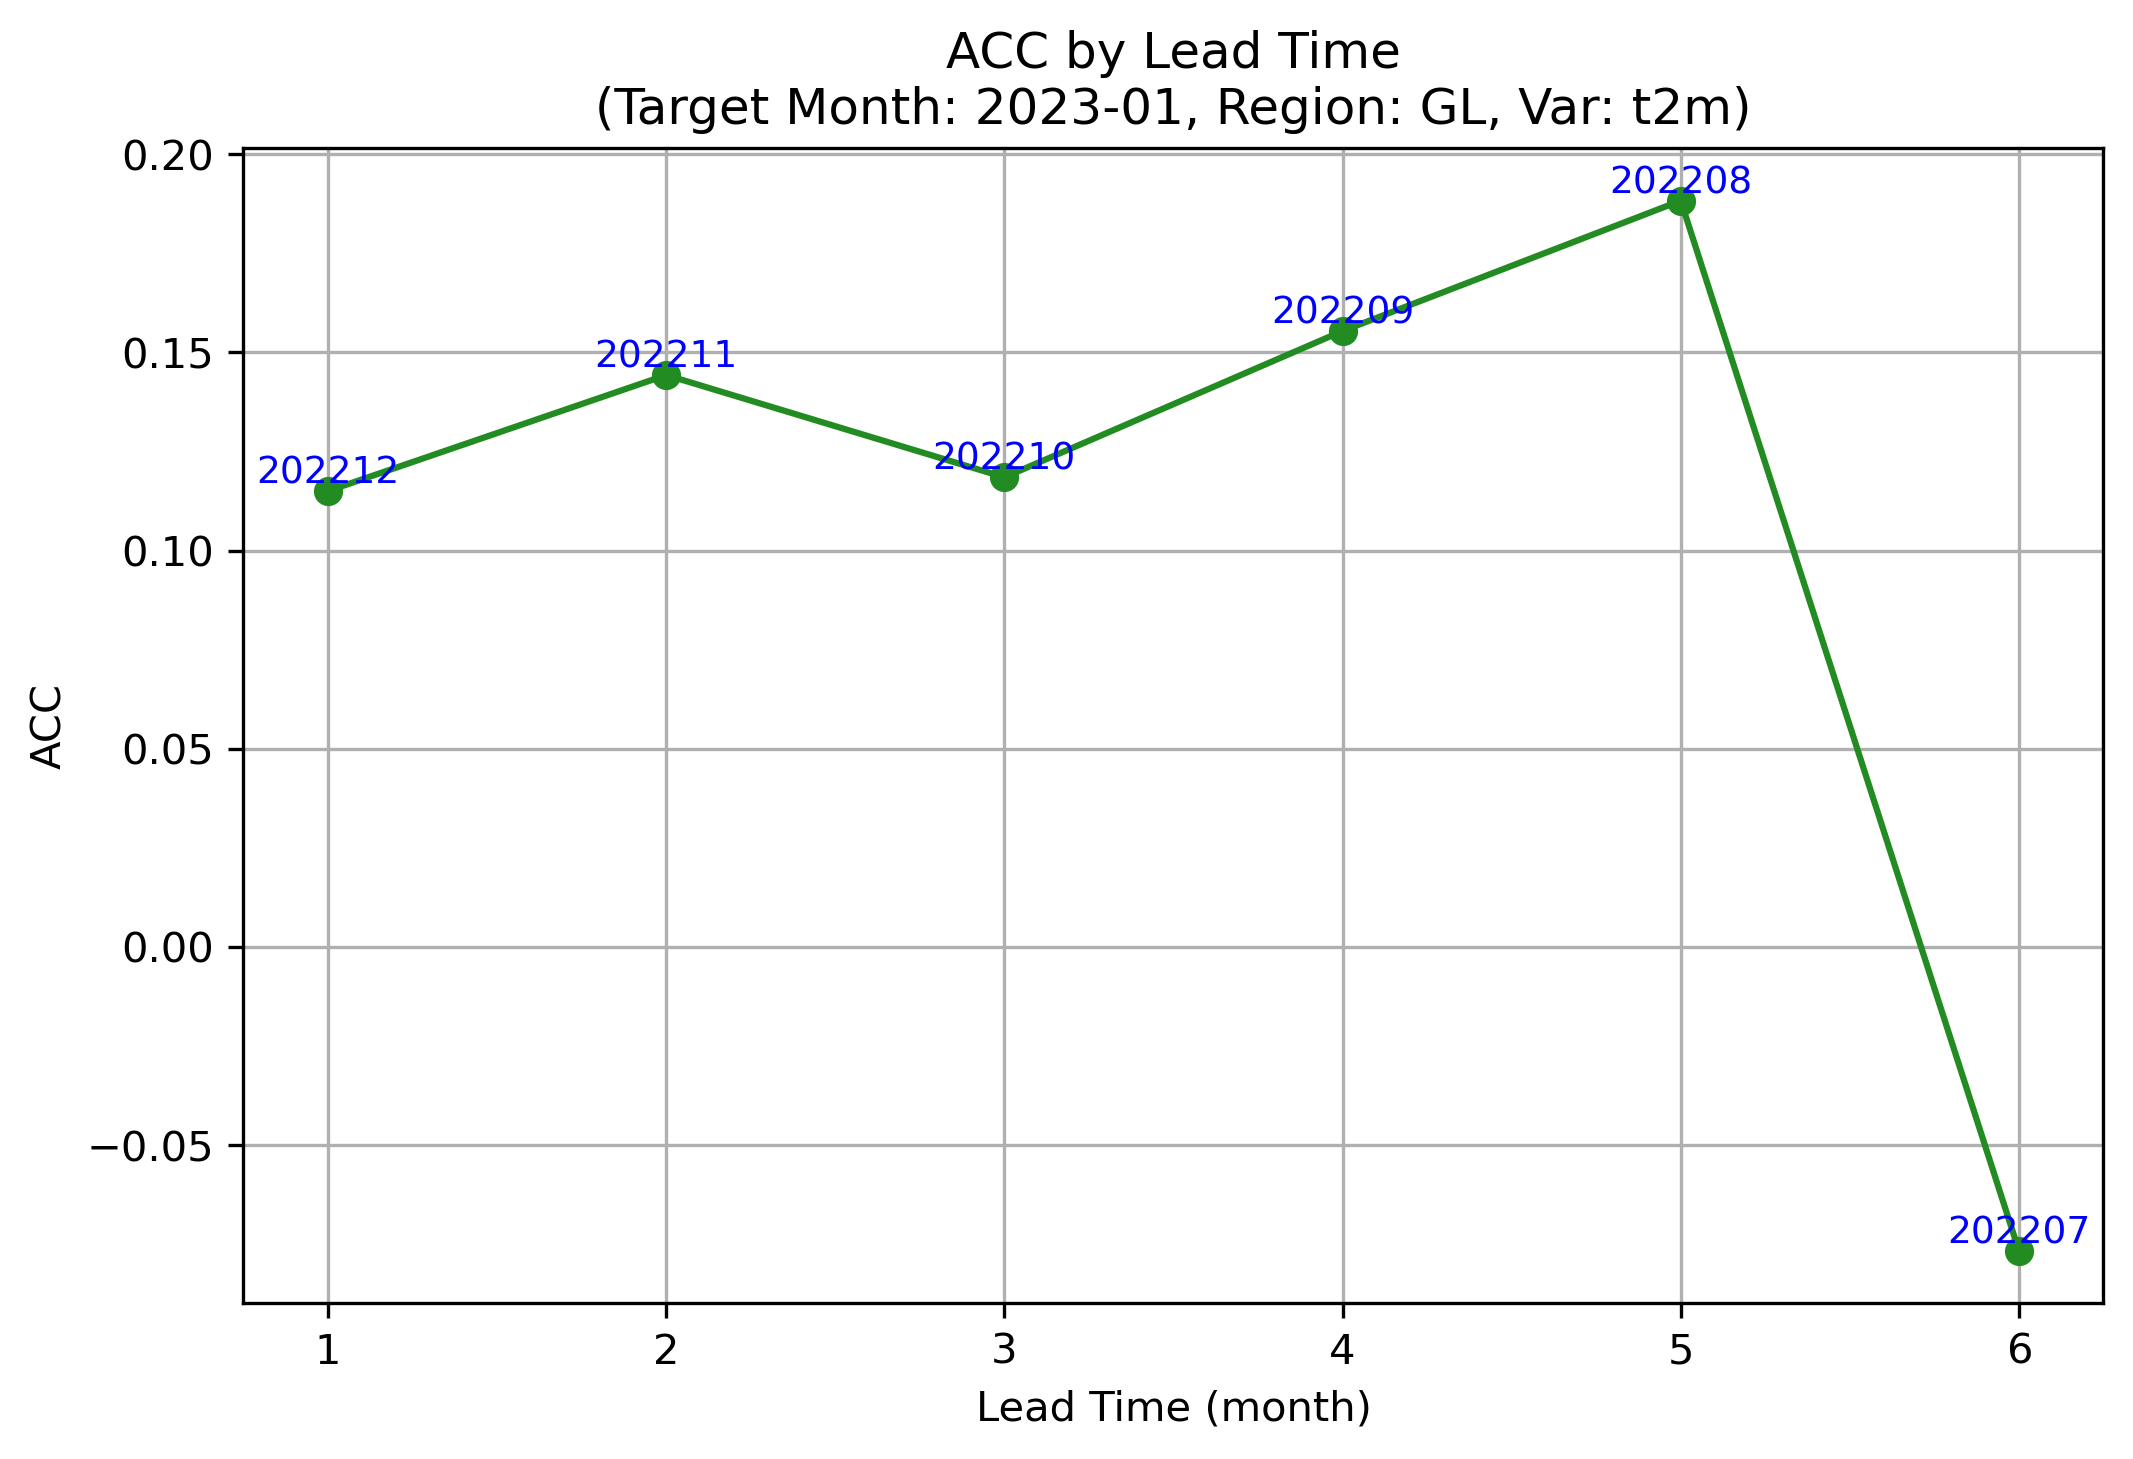 ACC by Lead Time
(Target Month: 2023-01, Region: GL, Var: t2m)
0.20
0.15
0.10
0.05
0.00
−0.05
ACC
202212
202211
202210
202209
202208
202207
1 2 3 4 5 6
Lead Time (month)